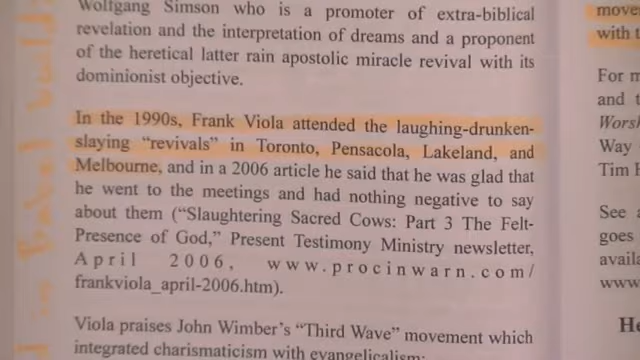 Wolfgang Simson who is a promoter of extra-biblical
revelation and the interpretation of dreams and a proponent
of the heretical latter rain apostolic miracle revival with its
dominionist objective.
In the 1990s, Frank Viola attended the laughing-drunken-
slaying “revivals” in Toronto, Pensacola, Lakeland, and
Melbourne, and in a 2006 article he said that he was glad that
he went to the meetings and had nothing negative to say
about them (“Slaughtering Sacred Cows: Part 3 The Felt-
Presence of God,” Present Testimony Ministry newsletter,
April 2006, www.procinwarn.com/
frankviola_april-2006.htm).
Viola praises John Wimber’s “Third Wave” movement which
integrated charismaticism with evangelicalism:
move
with t
For m
and t
Worsh
Way
Tim H
See a
goes
availa
www
He